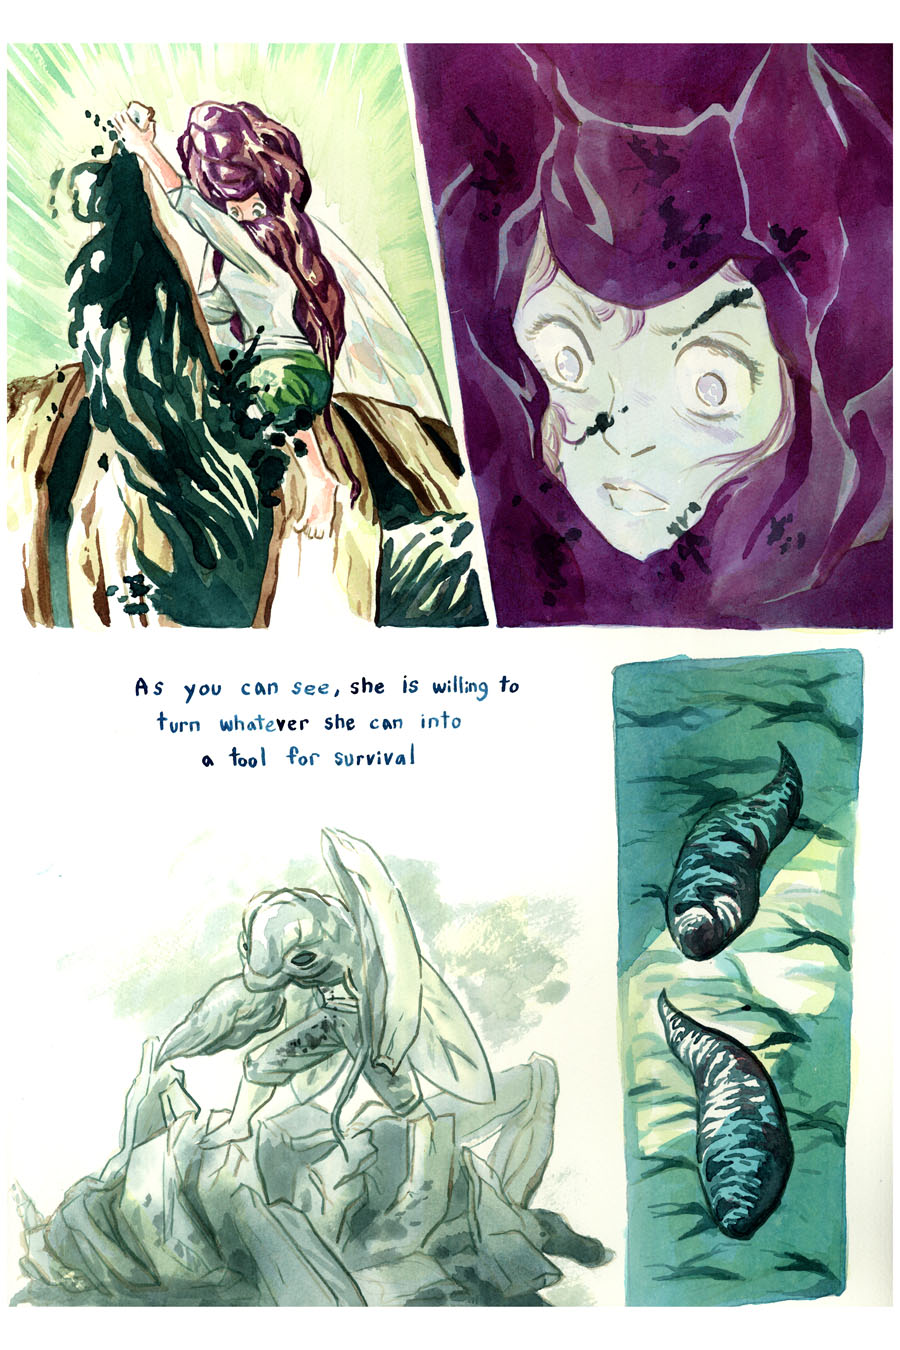 As you can see, she is willing to
turn whatever she can into
a tool for survival